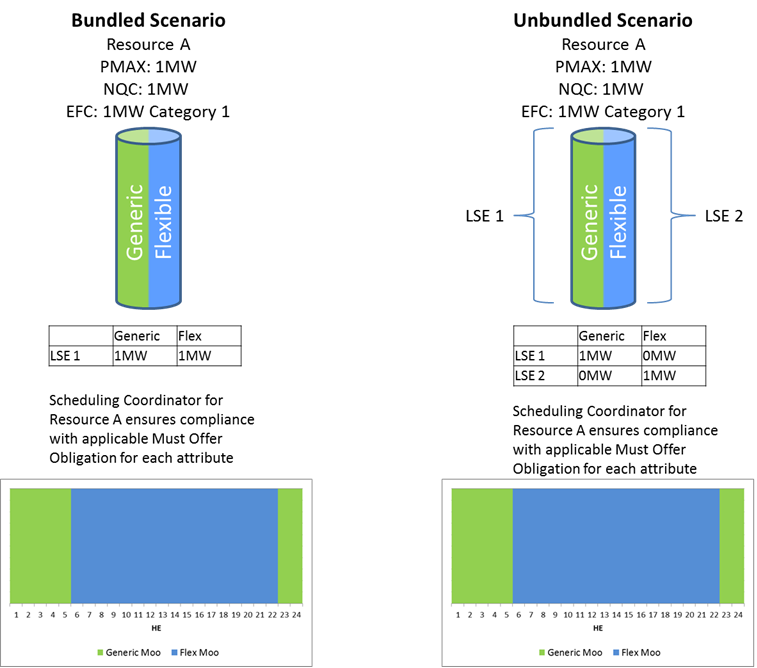 Bundled Scenario
Resource A
PMAX: 1MW
NQC: 1MW
EFC: 1MW Category 1
Generic
Flexible
Generic Flex
LSE 1 1MW 1MW
Scheduling Coordinator for
Resource A ensures compliance
with applicable Must Offer
Obligation for each attribute
1 2 3 4 5 6 7 8 9 10 11 12 13 14 15 16 17 18 19 20 21 22 23 24
HE
Generic Moo Flex Moo
Unbundled Scenario
Resource A
PMAX: 1MW
NQC: 1MW
EFC: 1MW Category 1
LSE 1
Generic
Flexible
LSE 2
Generic Flex
LSE 1 1MW 0MW
LSE 2 0MW 1MW
Scheduling Coordinator for
Resource A ensures compliance
with applicable Must Offer
Obligation for each attribute
1 2 3 4 5 6 7 8 9 10 11 12 13 14 15 16 17 18 19 20 21 22 23 24
HE
Generic Moo Flex Moo